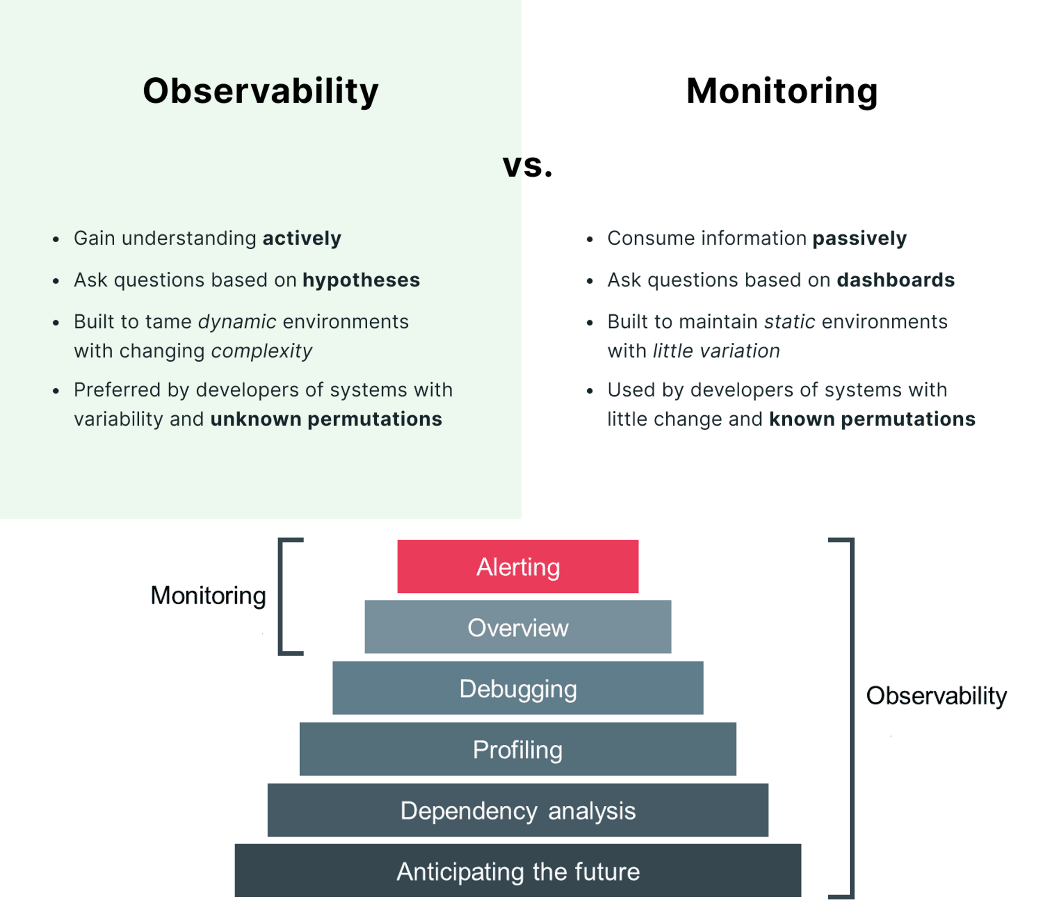 Observability
Monitoring
vs.
• Gain understanding actively
• Ask questions based on hypotheses
• Built to tame dynamic environments
with changing complexity
• Preferred by developers of systems with
variability and unknown permutations
• Consume information passively
• Ask questions based on dashboards
• Built to maintain static environments
with little variation
• Used by developers of systems with
little change and known permutations
Monitoring
Alerting
Overview
Debugging
Profiling
Dependency analysis
Anticipating the future
Observability